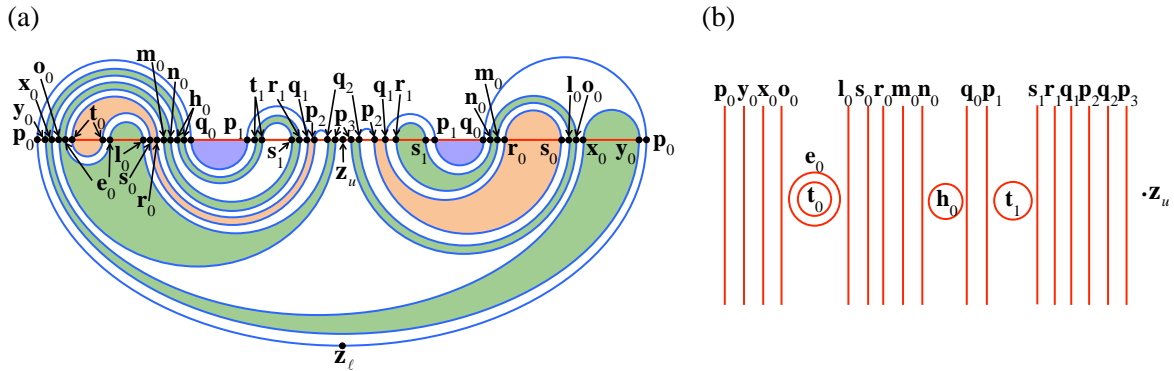 (a)
(b)
o₀ m₀ n₀ h₀ t₁ r₁ q₁ p₂ q₂ p₃ p₂ q₁ r₁ m₀ n₀ l₀ o₀
x₀ y₀ p₀ t₀ q₀ p₁ s₁ p₁ q₀ r₀ s₀ x₀ y₀ p₀
l₀ e₀ s₀ r₀ s₁ z_u
z_ℓ
p₀ y₀ x₀ o₀ l₀ s₀ r₀ m₀ n₀ q₀ p₁ s₁ r₁ q₁ p₂ q₂ p₃
e₀
t₀ h₀ t₁ z_u